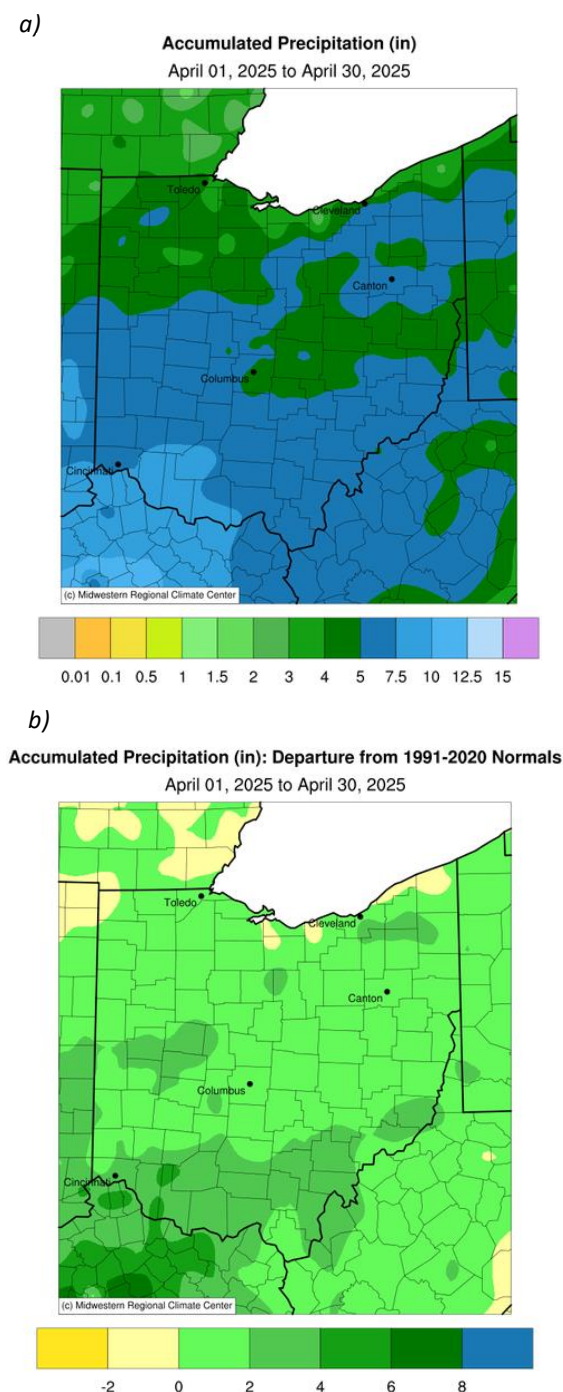 a)
Accumulated Precipitation (in)
April 01, 2025 to April 30, 2025
Toledo
Cleveland
Canton
Columbus
Cincinnati
(c) Midwestern Regional Climate Center
0.01 0.1 0.5 1 1.5 2 3 4 5 7.5 10 12.5 15
b)
Accumulated Precipitation (in): Departure from 1991-2020 Normals
April 01, 2025 to April 30, 2025
Toledo
Cleveland
Canton
Columbus
Cincinnati
(c) Midwestern Regional Climate Center
-2 0 2 4 6 8